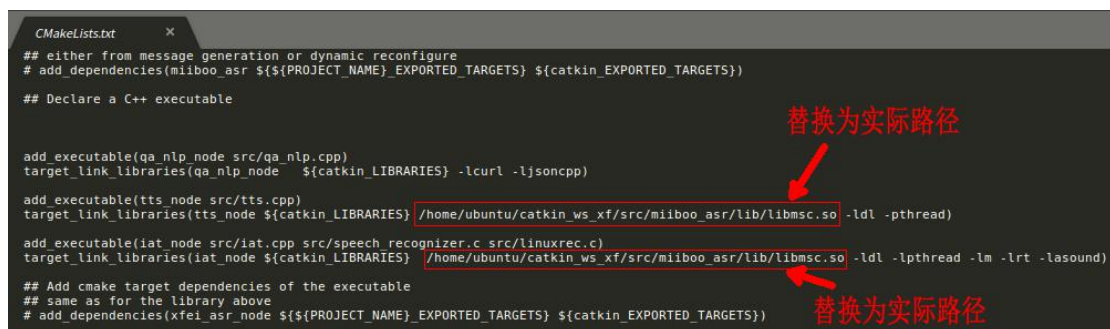 CMakeLists.txt ×
## either from message generation or dynamic reconfigure
# add_dependencies(miiboo_asr ${${PROJECT_NAME}_EXPORTED_TARGETS} ${catkin_EXPORTED_TARGETS})
## Declare a C++ executable
替换为实际路径
add_executable(qa_nlp_node src/qa_nlp.cpp)
target_link_libraries(qa_nlp_node   ${catkin_LIBRARIES} -lcurl -ljsoncpp)
add_executable(tts_node src/tts.cpp)
target_link_libraries(tts_node ${catkin_LIBRARIES} /home/ubuntu/catkin_ws_xf/src/miiboo_asr/lib/libmsc.so -ldl -pthread)
add_executable(iat_node src/iat.cpp src/speech_recognizer.c src/linuxrec.c)
target_link_libraries(iat_node ${catkin_LIBRARIES}  /home/ubuntu/catkin_ws_xf/src/miiboo_asr/lib/libmsc.so -ldl -lpthread -lm -lrt -lasound)
## Add cmake target dependencies of the executable
## same as for the library above
# add_dependencies(xfei_asr_node ${${PROJECT_NAME}_EXPORTED_TARGETS} ${catkin_EXPORTED_TARGETS})
替换为实际路径